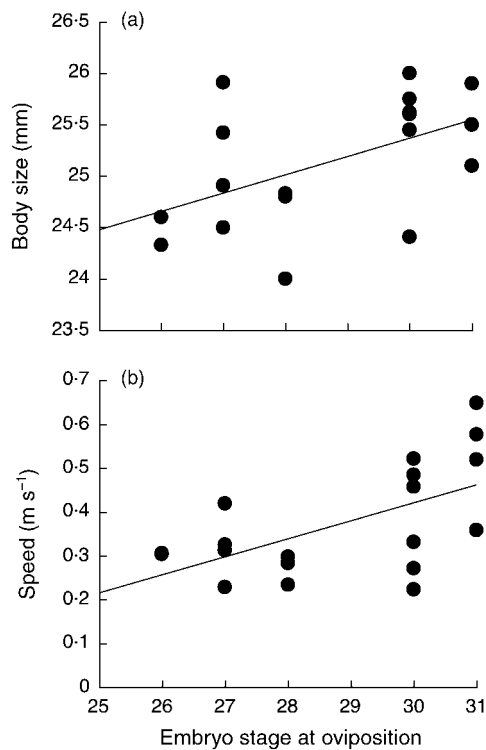 (a)
26·5
26
25·5
25
24·5
24
23·5
Body size (mm)
(b)
0·7
0·6
0·5
0·4
0·3
0·2
0·1
0
Speed (m s⁻¹)
25 26 27 28 29 30 31
Embryo stage at oviposition